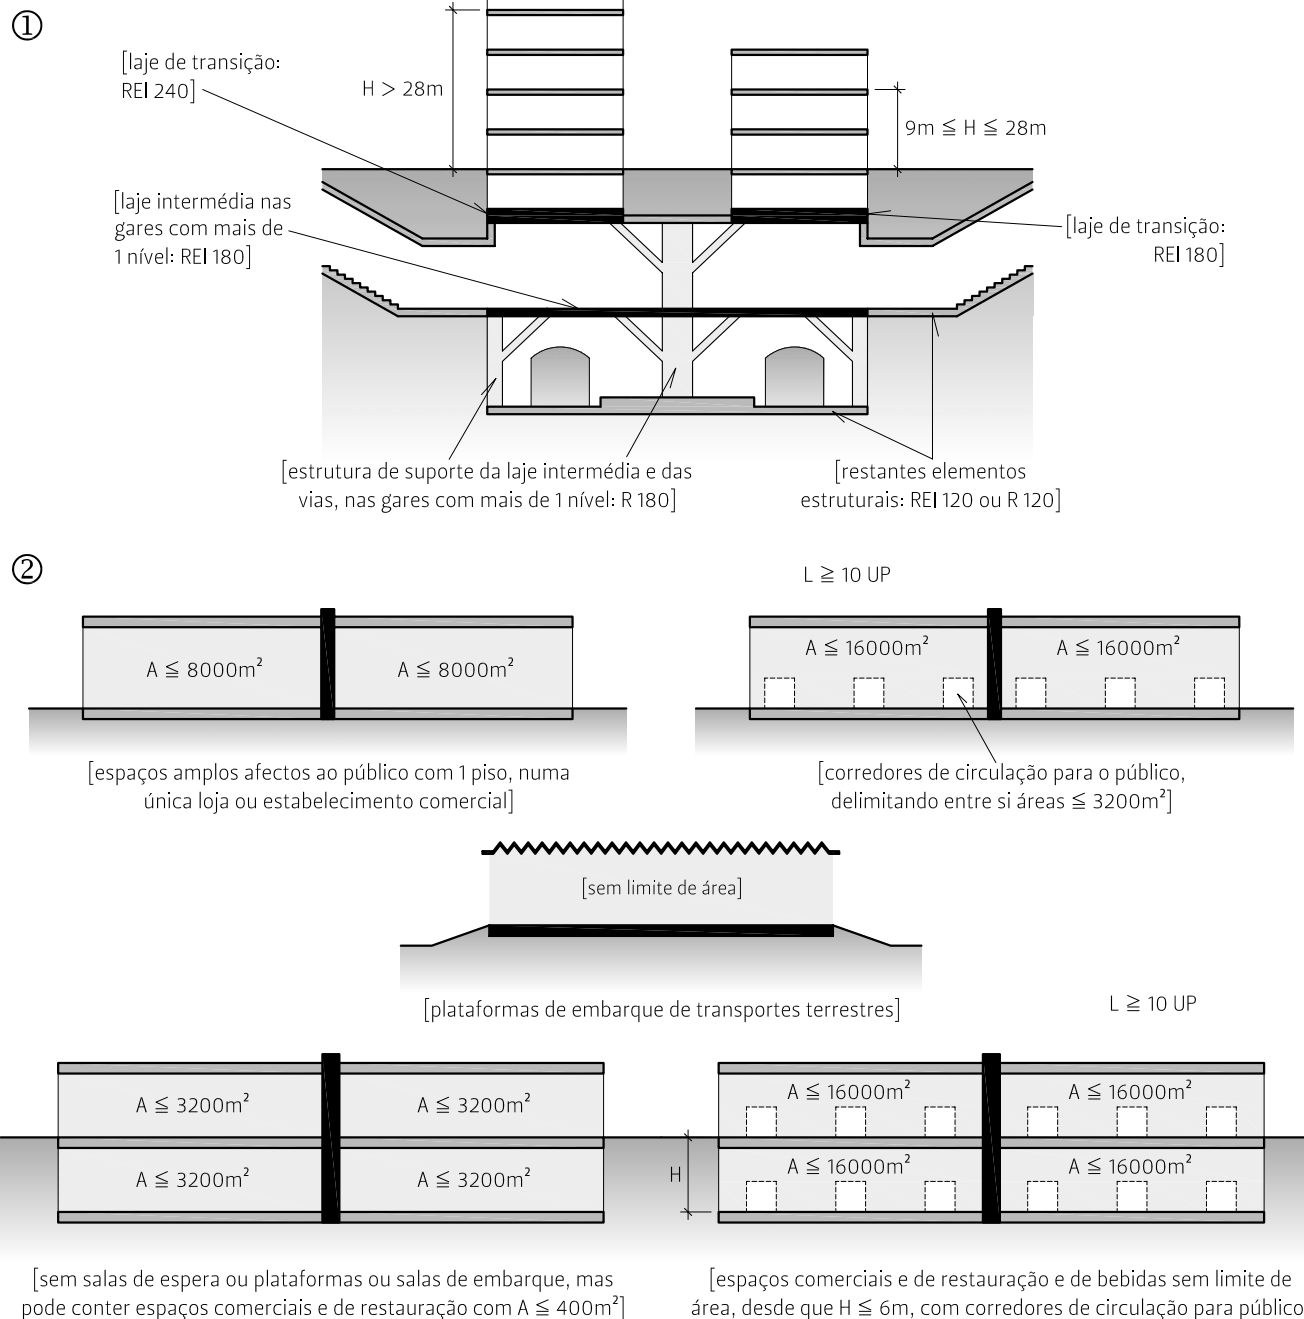 ①
[laje de transição:
REI 240]
H > 28m
9m ≦ H ≦ 28m
[laje intermédia nas
gares com mais de
1 nível: REI 180]
[laje de transição:
REI 180]
[estrutura de suporte da laje intermédia e das
vias, nas gares com mais de 1 nível: R 180]
[restantes elementos
estruturais: REI 120 ou R 120]
②
L ≧ 10 UP
A ≦ 8000m²
A ≦ 8000m²
A ≦ 16000m²
A ≦ 16000m²
[espaços amplos afectos ao público com 1 piso, numa
única loja ou estabelecimento comercial]
[corredores de circulação para o público,
delimitando entre si áreas ≦ 3200m²]
[sem limite de área]
[plataformas de embarque de transportes terrestres]
L ≧ 10 UP
A ≦ 3200m²
A ≦ 3200m²
A ≦ 3200m²
A ≦ 3200m²
A ≦ 16000m²
A ≦ 16000m²
H
A ≦ 16000m²
A ≦ 16000m²
[sem salas de espera ou plataformas ou salas de embarque, mas
pode conter espaços comerciais e de restauração com A ≦ 400m²]
[espaços comerciais e de restauração e de bebidas sem limite de
área, desde que H ≦ 6m, com corredores de circulação para público